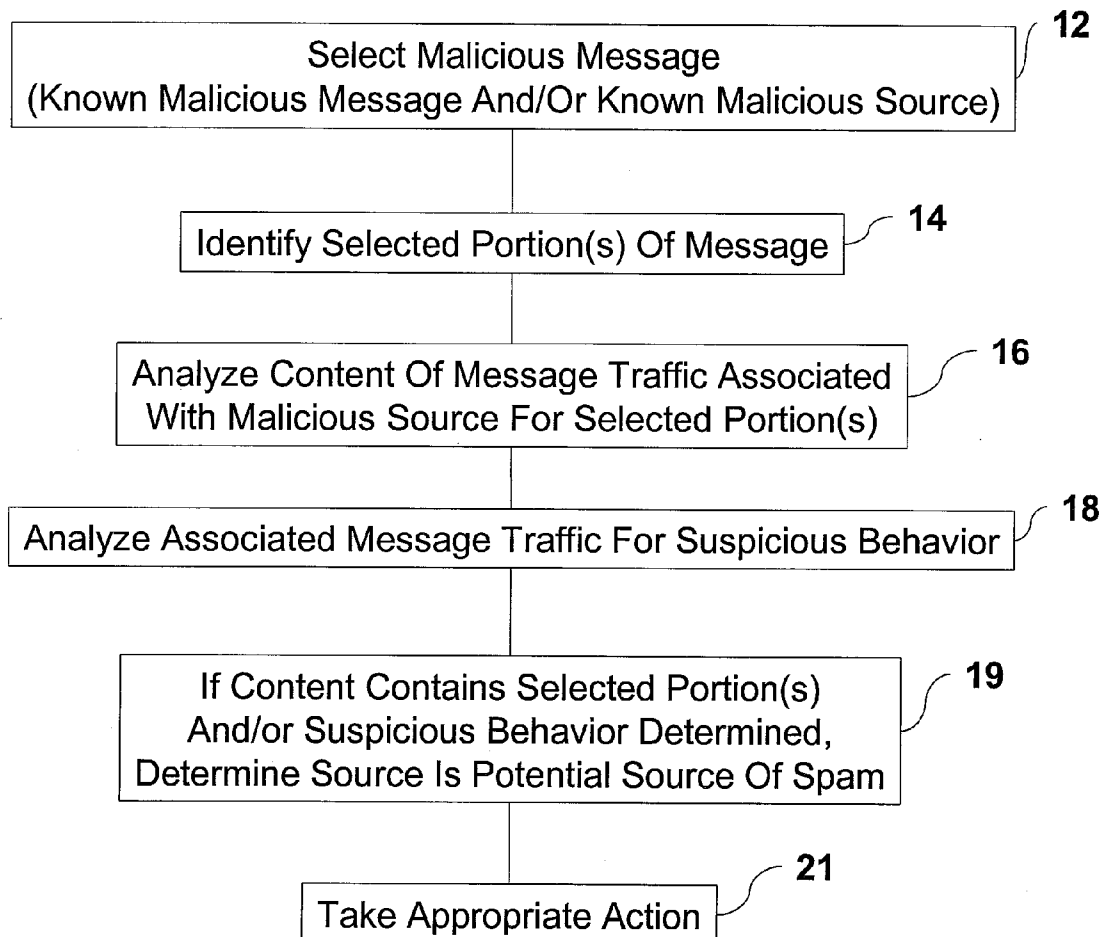 12
Select Malicious Message
(Known Malicious Message And/Or Known Malicious Source)
14
Identify Selected Portion(s) Of Message
16
Analyze Content Of Message Traffic Associated
With Malicious Source For Selected Portion(s)
18
Analyze Associated Message Traffic For Suspicious Behavior
19
If Content Contains Selected Portion(s)
And/or Suspicious Behavior Determined,
Determine Source Is Potential Source Of Spam
21
Take Appropriate Action